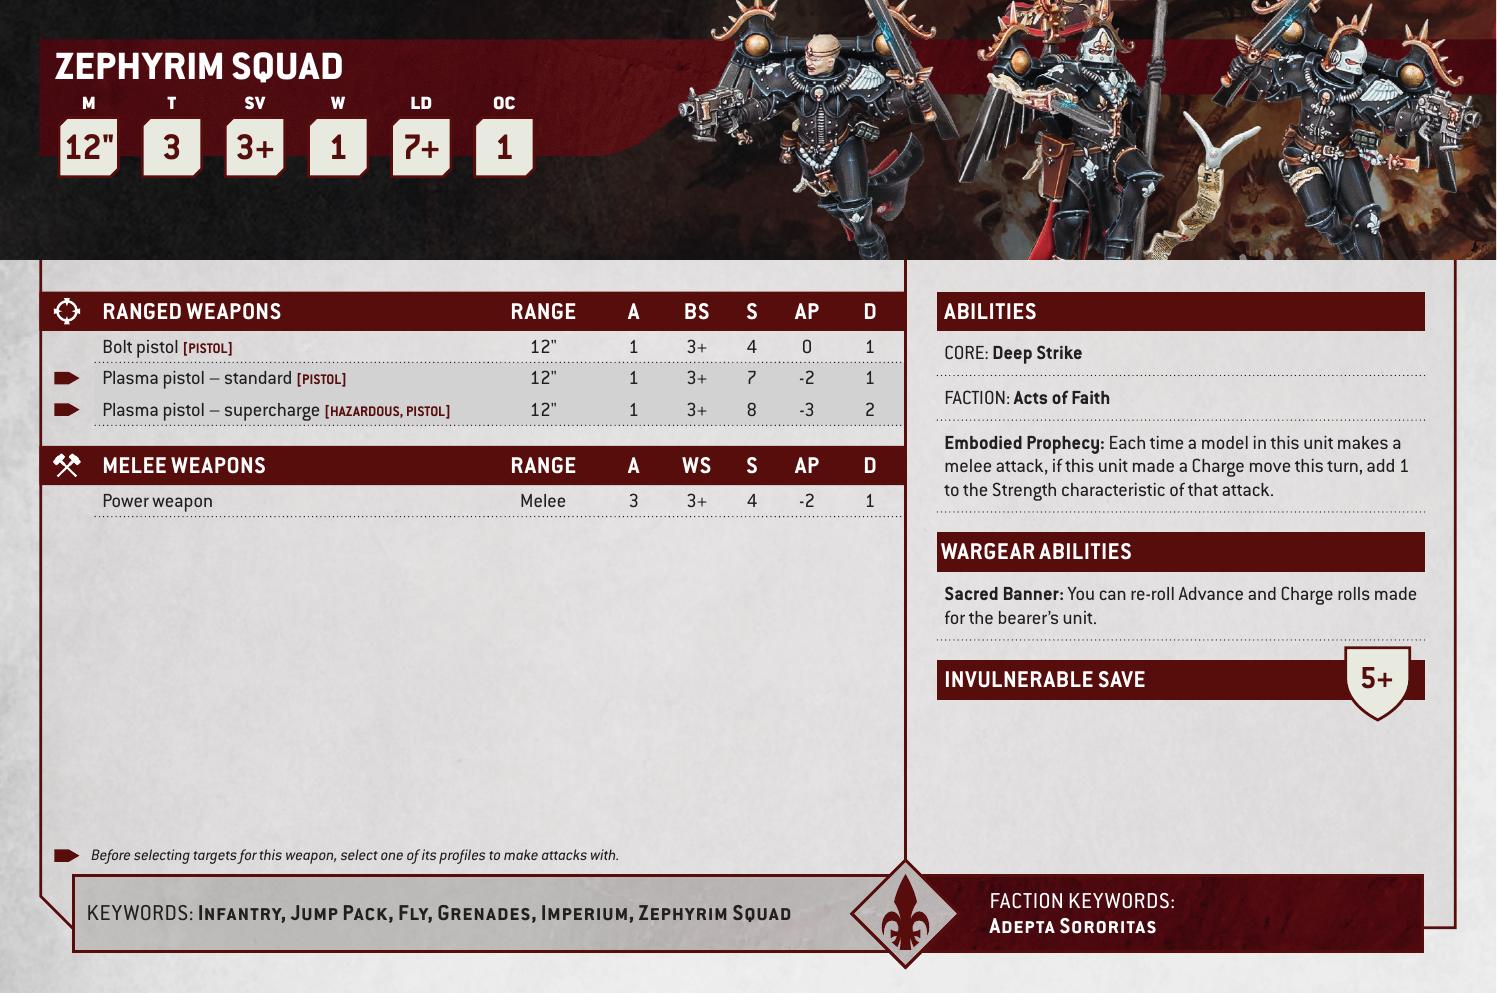 ZEPHYRIM SQUAD
M T SV W LD OC
12" 3 3+ 1 7+ 1
RANGED WEAPONS RANGE A BS S AP D
Bolt pistol [PISTOL] 12" 1 3+ 4 0 1
Plasma pistol – standard [PISTOL] 12" 1 3+ 7 -2 1
Plasma pistol – supercharge [HAZARDOUS, PISTOL] 12" 1 3+ 8 -3 2
MELEE WEAPONS RANGE A WS S AP D
Power weapon Melee 3 3+ 4 -2 1
Before selecting targets for this weapon, select one of its profiles to make attacks with.
ABILITIES
CORE: Deep Strike
FACTION: Acts of Faith
Embodied Prophecy: Each time a model in this unit makes a
melee attack, if this unit made a Charge move this turn, add 1
to the Strength characteristic of that attack.
WARGEAR ABILITIES
Sacred Banner: You can re-roll Advance and Charge rolls made
for the bearer's unit.
INVULNERABLE SAVE 5+
KEYWORDS: INFANTRY, JUMP PACK, FLY, GRENADES, IMPERIUM, ZEPHYRIM SQUAD
FACTION KEYWORDS:
ADEPTA SORORITAS